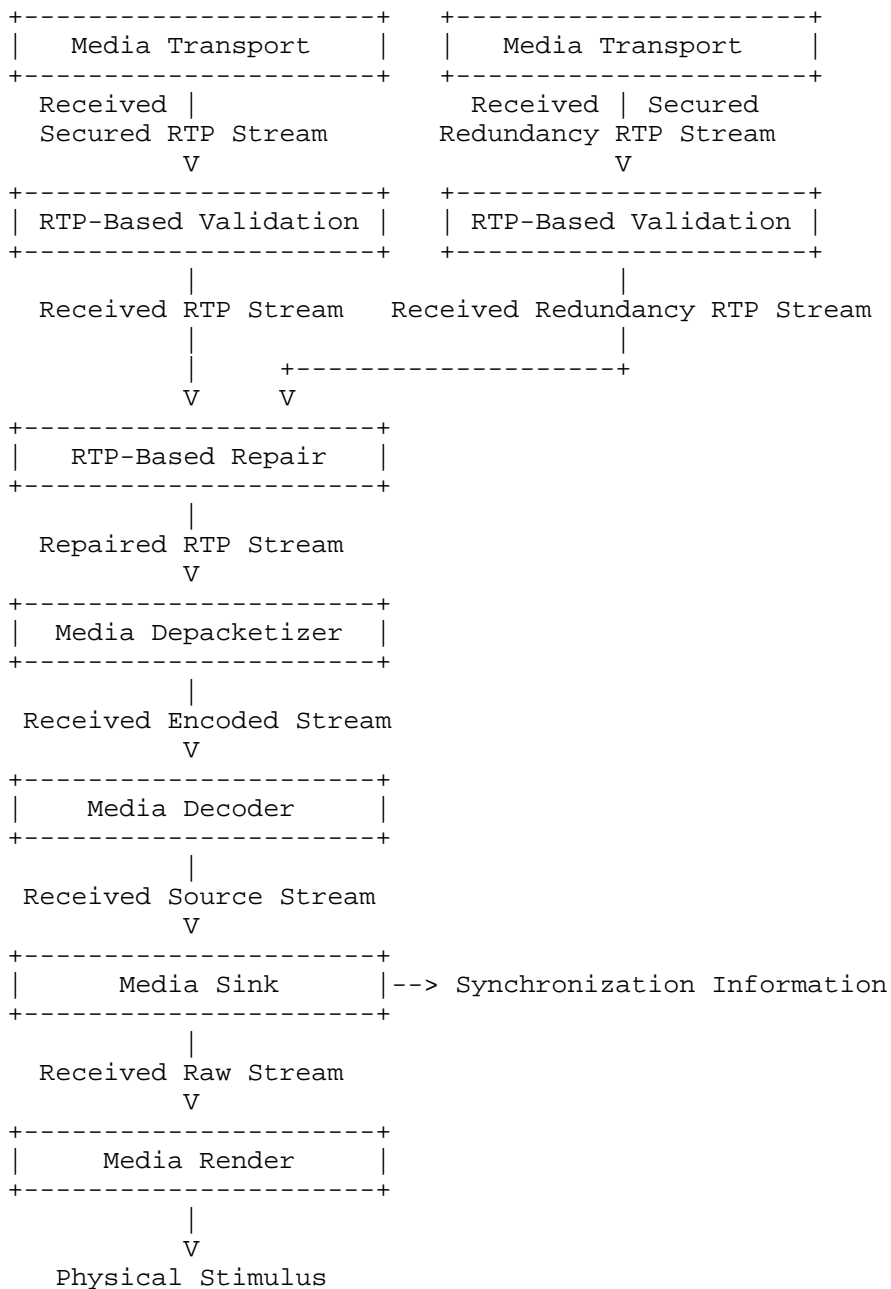 +----------------------+   +----------------------+
|   Media Transport    |   |   Media Transport    |
+----------------------+   +----------------------+
  Received |                 Received | Secured
  Secured RTP Stream       Redundancy RTP Stream
           V                          V
+----------------------+   +----------------------+
| RTP-Based Validation |   | RTP-Based Validation |
+----------------------+   +----------------------+
           |                          |
  Received RTP Stream   Received Redundancy RTP Stream
           |                          |
           |     +--------------------+
           V     V
+----------------------+
|   RTP-Based Repair   |
+----------------------+
           |
  Repaired RTP Stream
           V
+----------------------+
|  Media Depacketizer  |
+----------------------+
           |
 Received Encoded Stream
           V
+----------------------+
|    Media Decoder     |
+----------------------+
           |
 Received Source Stream
           V
+----------------------+
|      Media Sink      |--> Synchronization Information
+----------------------+
           |
  Received Raw Stream
           V
+----------------------+
|     Media Render     |
+----------------------+
           |
           V
   Physical Stimulus